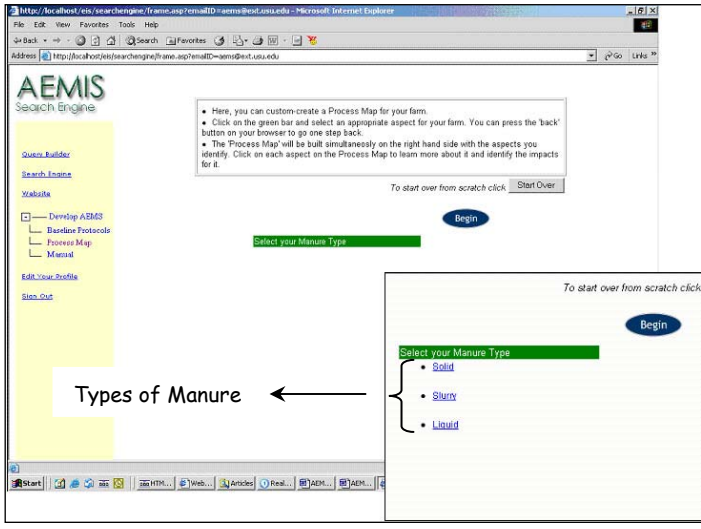 http://localhost/eis/searchengine/frame.asp?emailID=aems@ext.usu.edu - Microsoft Internet Explorer
File Edit View Favorites Tools Help
Back Search Favorites
Address http://localhost/eis/searchengine/frame.asp?emailID=aems@ext.usu.edu Go Links »
AEMIS
Search Engine
• Here, you can custom-create a Process Map for your farm.
• Click on the green bar and select an appropriate aspect for your farm. You can press the 'back'
button on your browser to go one step back.
• The 'Process Map' will be built simultaneously on the right hand side with the aspects you
identify. Click on each aspect on the Process Map to learn more about it and identify the impacts
for it.
To start over from scratch click Start Over
Begin
Select your Manure Type
Query Builder
Search Engine
Website
Develop AEMS
Baseline Protocols
Process Map
Manual
Edit Your Profile
Sign Out
To start over from scratch click
Begin
Select your Manure Type
• Solid
• Slurry
• Liquid
Types of Manure
Start HTM... Web... Articles Real... AEM... AEM...